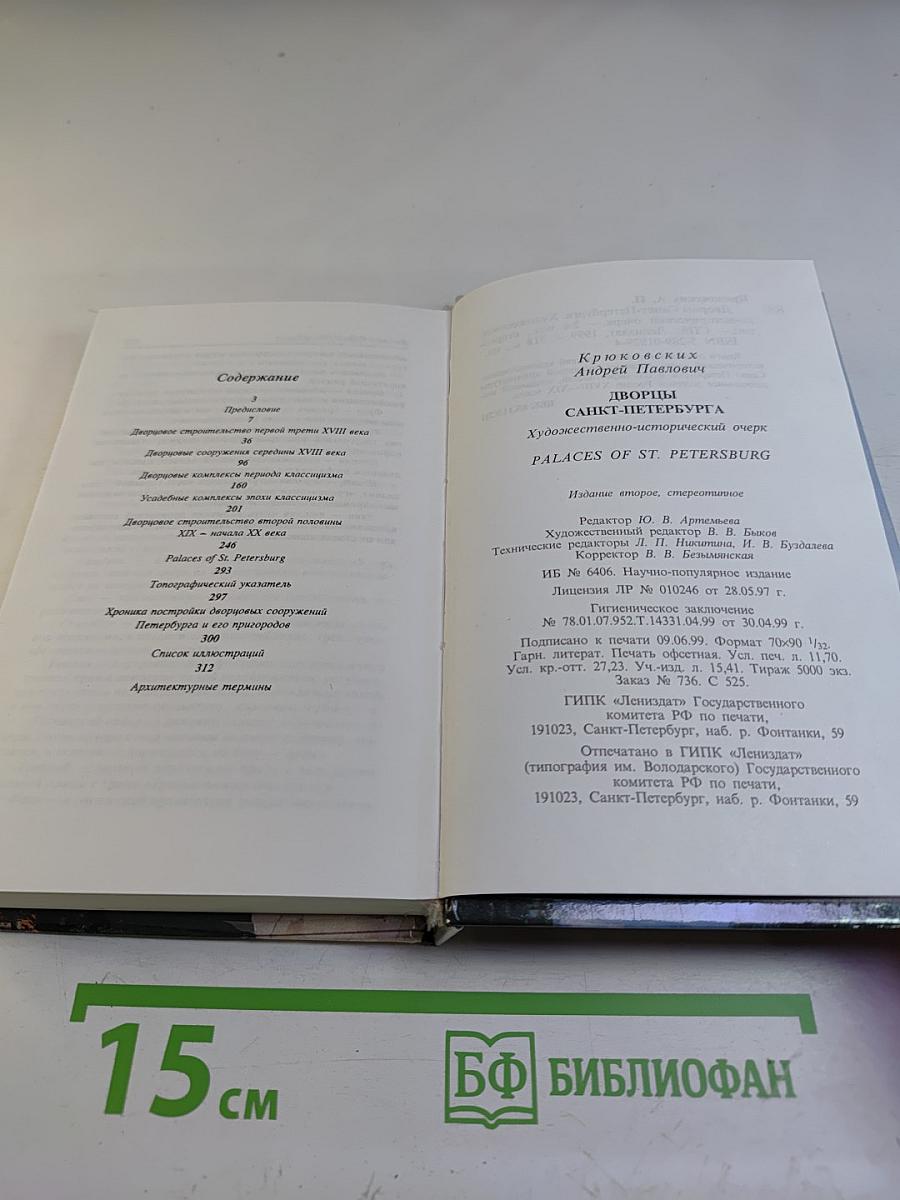 Содержание
3
Предисловие
7
Дворцовое строительство первой трети XVIII века
36
Дворцовые сооружения середины XVIII века
96
Дворцовые комплексы периода классицизма
160
Усадебные комплексы эпохи классицизма
201
Дворцовое строительство второй половины
XIX – начала XX века
246
Palaces of St. Petersburg
293
Топографический указатель
297
Хроника постройки дворцовых сооружений
Петербурга и его пригородов
300
Список иллюстраций
312
Архитектурные термины
Крюковских
Андрей Павлович
ДВОРЦЫ
САНКТ-ПЕТЕРБУРГА
Художественно-исторический очерк
PALACES OF ST. PETERSBURG
Издание второе, стереотипное
Редактор Ю. В. Артемьева
Художественный редактор В. В. Быков
Технические редакторы Л. П. Никитина, И. В. Буздалева
Корректор В. В. Безымянская
ИБ № 6406. Научно-популярное издание
Лицензия ЛР № 010246 от 28.05.97 г.
Гигиеническое заключение
№ 78.01.07.952.Т.14331.04.99 от 30.04.99 г.
Подписано к печати 09.06.99. Формат 70×90 1/32.
Гарн. литерат. Печать офсетная. Усл. печ. л. 11,70.
Усл. кр.-отт. 27,23. Уч.-изд. л. 15,41. Тираж 5000 экз.
Заказ № 736. С 525.
ГИПК «Лениздат» Государственного
комитета РФ по печати,
191023, Санкт-Петербург, наб. р. Фонтанки, 59
Отпечатано в ГИПК «Лениздат»
(типография им. Володарского) Государственного
комитета РФ по печати,
191023, Санкт-Петербург, наб. р. Фонтанки, 59
15 см
БФ БИБЛИОФАН